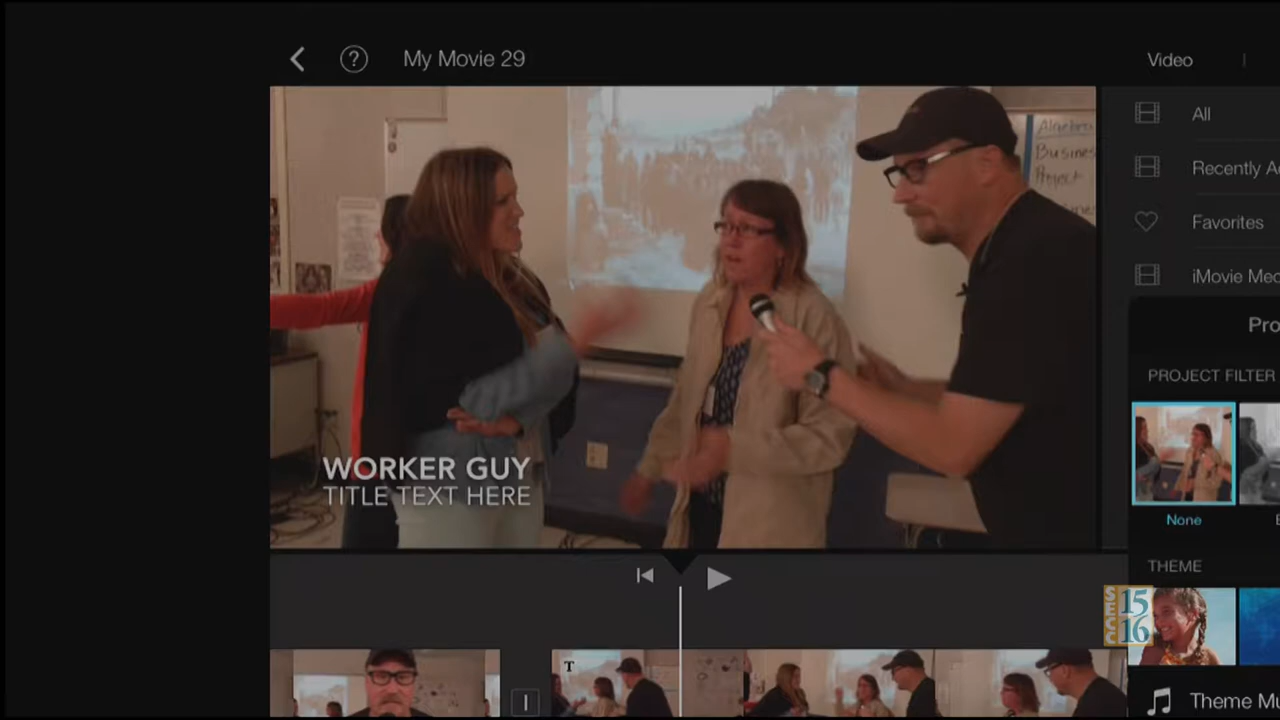 ?
My Movie 29
Video
All
Recently A
Favorites
iMovie Med
Algebra
Busines
Project
Pro
PROJECT FILTER
None
THEME
WORKER GUY
TITLE TEXT HERE
SECC
15
16
T
Theme Mu